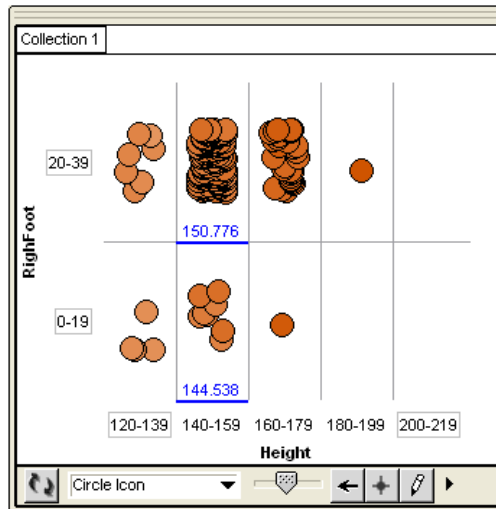 Collection 1
20-39
150.776
RighFoot
0-19
144.538
120-139 140-159 160-179 180-199 200-219
Height
Circle Icon